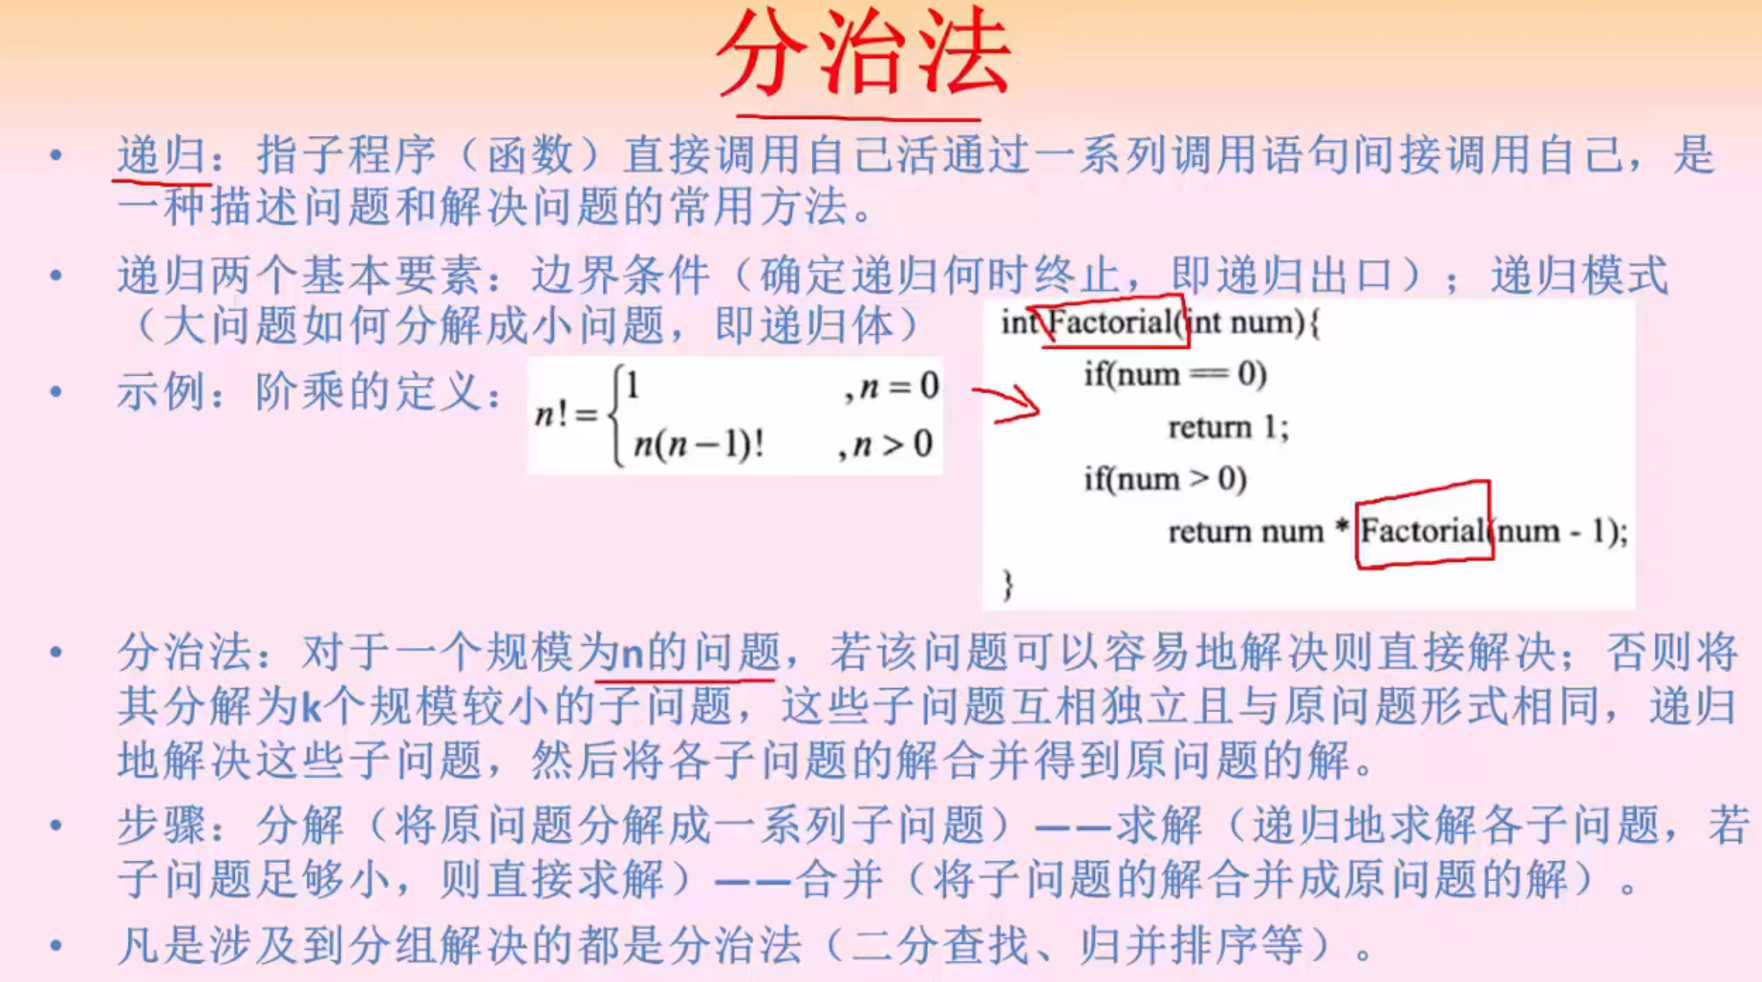 分治法
• 递归：指子程序（函数）直接调用自己活通过一系列调用语句间接调用自己，是
一种描述问题和解决问题的常用方法。
• 递归两个基本要素：边界条件（确定递归何时终止，即递归出口）；递归模式
（大问题如何分解成小问题，即递归体）
• 示例：阶乘的定义：
n! = { 1 , n = 0
n(n−1)! , n > 0
int Factorial(int num){
if(num == 0)
return 1;
if(num > 0)
return num * Factorial(num - 1);
}
• 分治法：对于一个规模为n的问题，若该问题可以容易地解决则直接解决；否则将
其分解为k个规模较小的子问题，这些子问题互相独立且与原问题形式相同，递归
地解决这些子问题，然后将各子问题的解合并得到原问题的解。
• 步骤：分解（将原问题分解成一系列子问题）——求解（递归地求解各子问题，若
子问题足够小，则直接求解）——合并（将子问题的解合并成原问题的解）。
• 凡是涉及到分组解决的都是分治法（二分查找、归并排序等）。